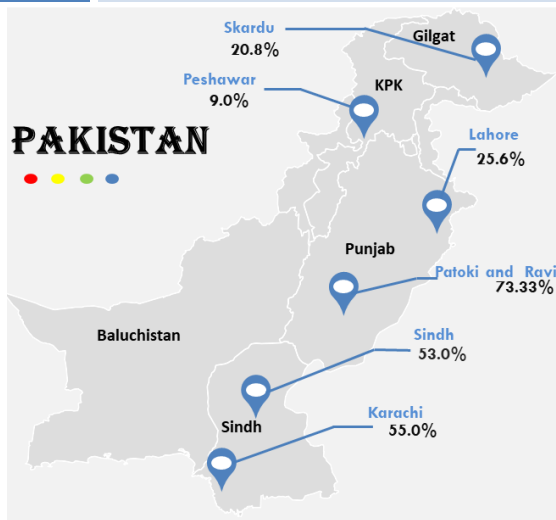 Skardu
20.8%
Gilgat
Peshawar
9.0%
KPK
PAKISTAN
Lahore
25.6%
Punjab
Patoki and Ravi
73.33%
Baluchistan
Sindh
53.0%
Sindh
Karachi
55.0%